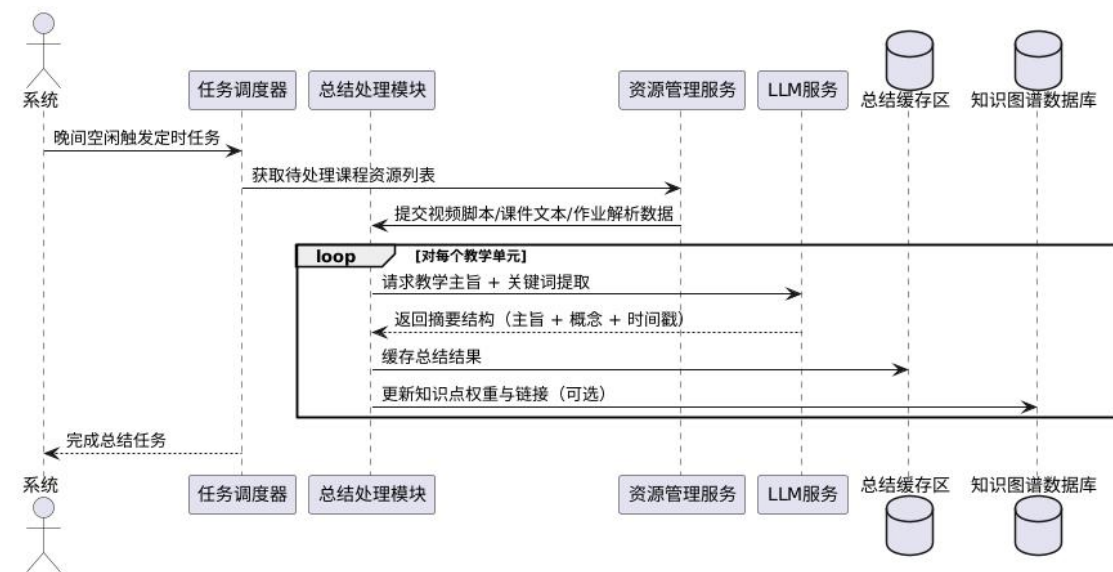 系统
任务调度器
总结处理模块
资源管理服务
LLM服务
总结缓存区
知识图谱数据库
晚间空闲触发定时任务
获取待处理课程资源列表
提交视频脚本/课件文本/作业解析数据
loop
[对每个教学单元]
请求教学主旨 + 关键词提取
返回摘要结构（主旨 + 概念 + 时间戳）
缓存总结结果
更新知识点权重与链接（可选）
完成总结任务
系统
任务调度器
总结处理模块
资源管理服务
LLM服务
总结缓存区
知识图谱数据库